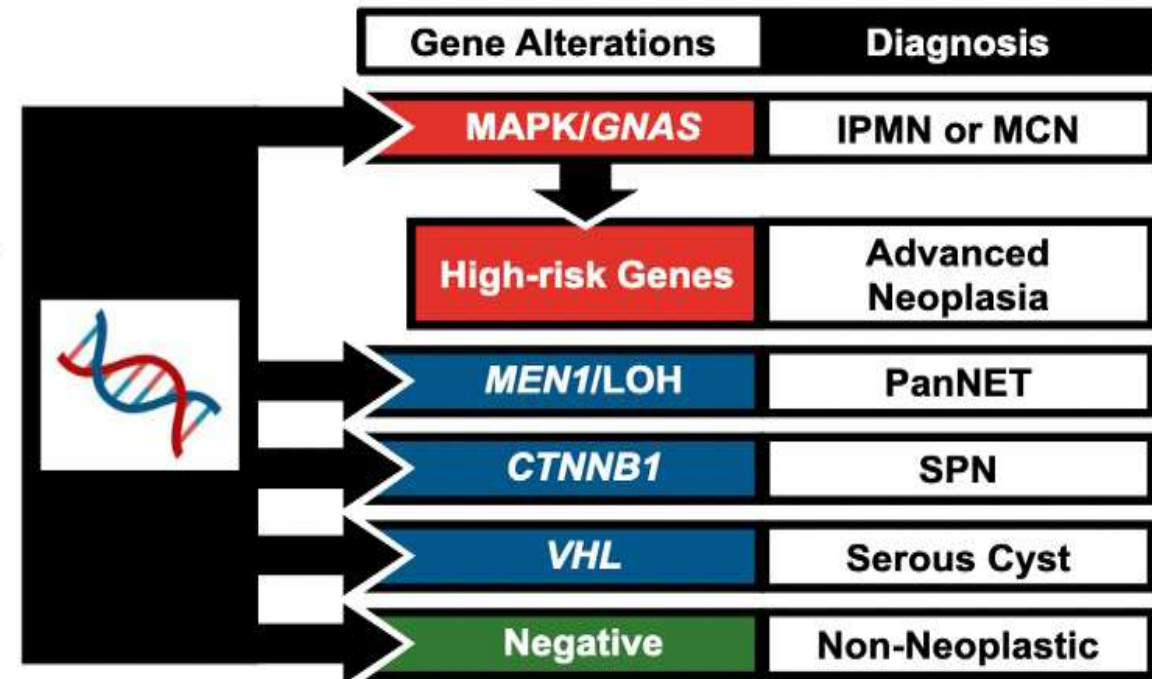 Gene Alterations Diagnosis
MAPK/GNAS IPMN or MCN
High-risk Genes Advanced
Neoplasia
MEN1/LOH PanNET
CTNNB1 SPN
VHL Serous Cyst
Negative Non-Neoplastic